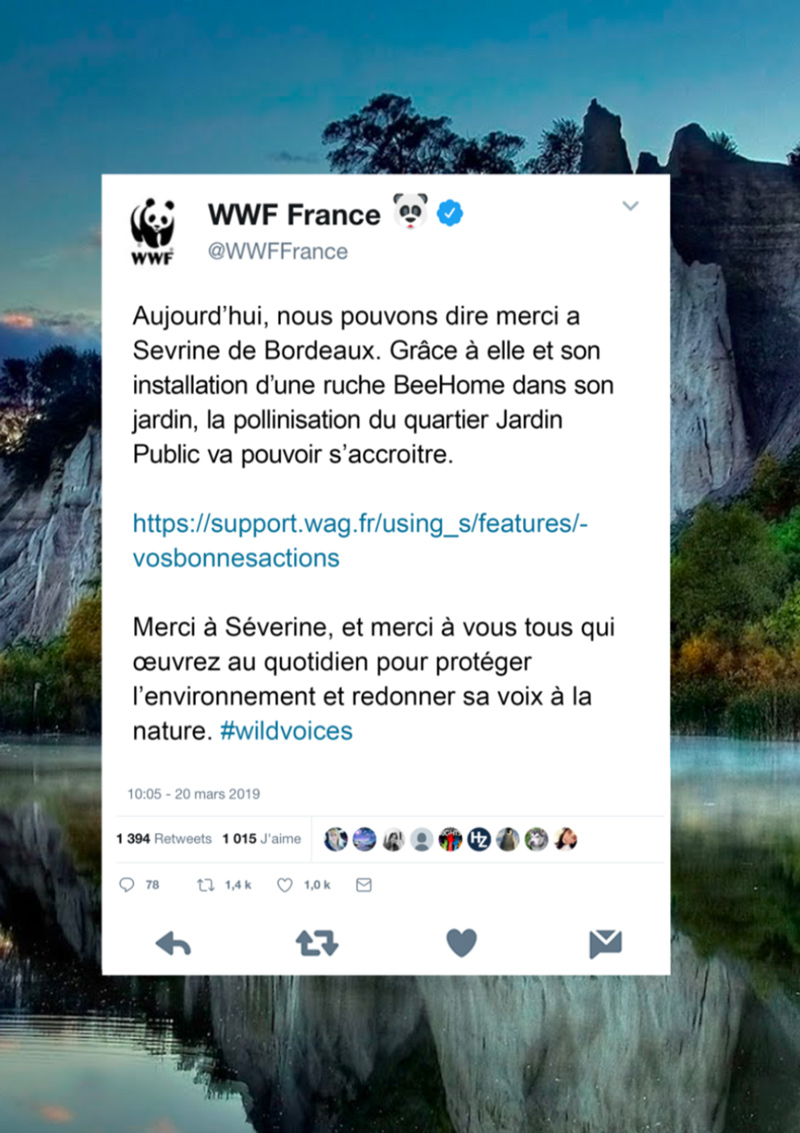 WWF France
WWF
@WWFFrance
Aujourd’hui, nous pouvons dire merci a
Sevrine de Bordeaux. Grâce à elle et son
installation d’une ruche BeeHome dans son
jardin, la pollinisation du quartier Jardin
Public va pouvoir s’accroitre.
https://support.wag.fr/using_s/features/-
vosbonnesactions
Merci à Séverine, et merci à vous tous qui
œuvrez au quotidien pour protéger
l’environnement et redonner sa voix à la
nature. #wildvoices
10:05 - 20 mars 2019
1 394 Retweets 1 015 J’aime
HZ
78 1,4 k 1,0 k